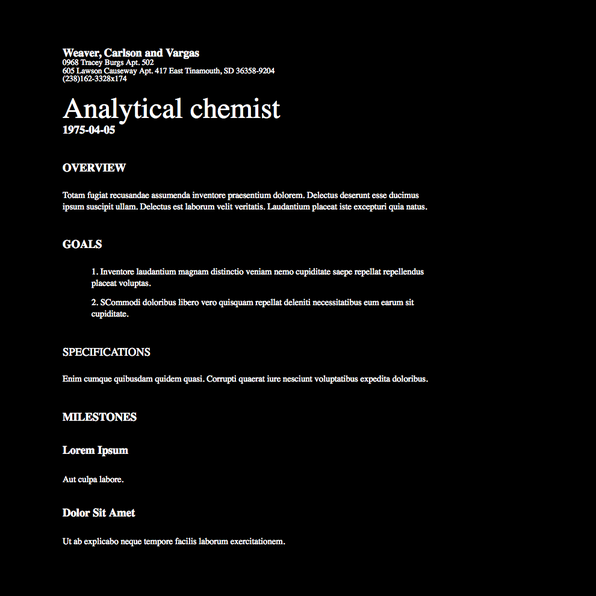 Weaver, Carlson and Vargas
0968 Tracey Burgs Apt. 502
605 Lawson Causeway Apt. 417 East Tinamouth, SD 36358-9204
(238)162-3328x174
Analytical chemist
1975-04-05
OVERVIEW
Totam fugiat recusandae assumenda inventore praesentium dolorem. Delectus deserunt esse ducimus
ipsum suscipit ullam. Delectus est laborum velit veritatis. Laudantium placeat iste excepturi quia natus.
GOALS
1. Inventore laudantium magnam distinctio veniam nemo cupiditate saepe repellat repellendus
placeat voluptas.
2. SCommodi doloribus libero vero quisquam repellat deleniti necessitatibus eum earum sit
cupiditate.
SPECIFICATIONS
Enim cumque quibusdam quidem quasi. Corrupti quaerat iure nesciunt voluptatibus expedita doloribus.
MILESTONES
Lorem Ipsum
Aut culpa labore.
Dolor Sit Amet
Ut ab explicabo neque tempore facilis laborum exercitationem.